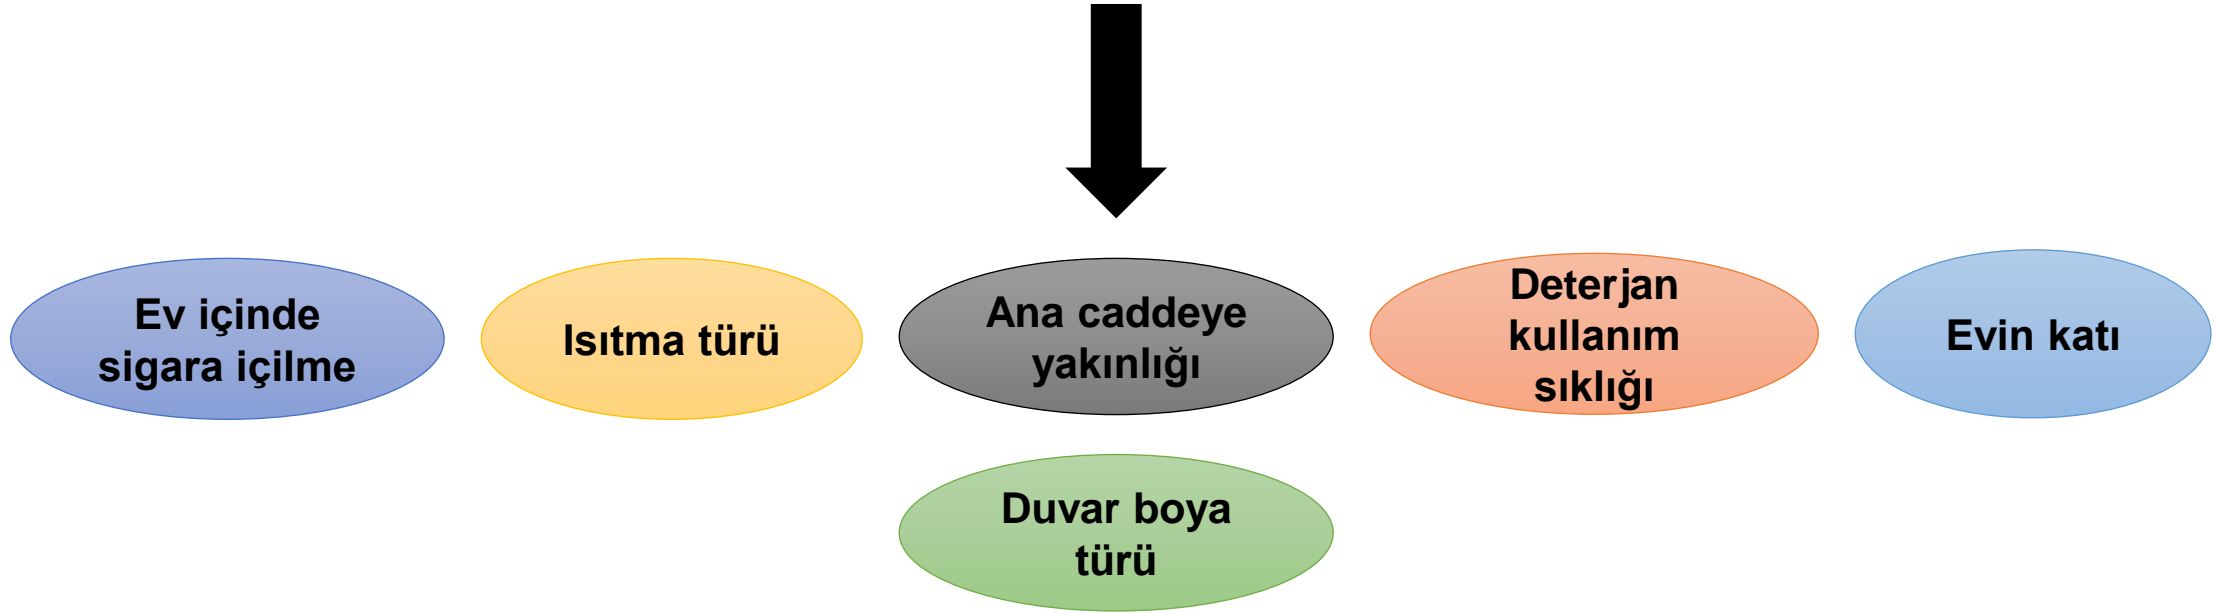 Ev içinde
sigara içilme
Isıtma türü
Ana caddeye
yakınlığı
Deterjan
kullanım
sıklığı
Evin katı
Duvar boya
türü